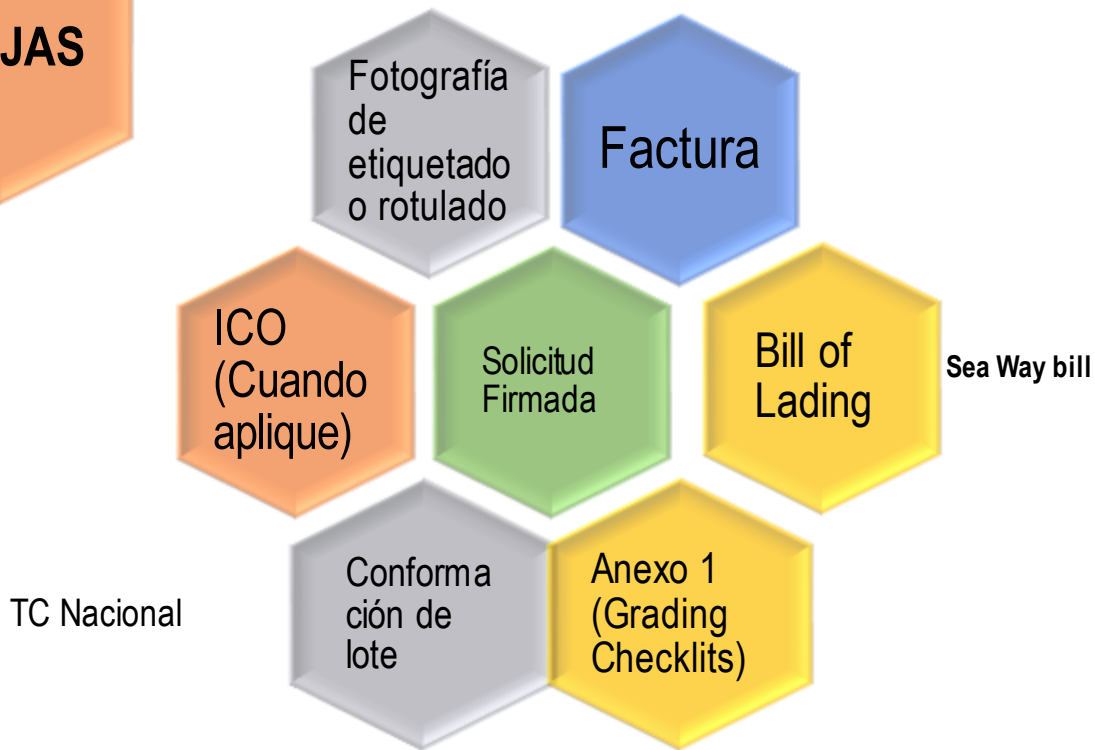 JAS
Fotografía
de
etiquetado
o rotulado
Factura
ICO
(Cuando
aplique)
Solicitud
Firmada
Bill of
Lading
Sea Way bill
TC Nacional
Conforma
ción de
lote
Anexo 1
(Grading
Checklits)